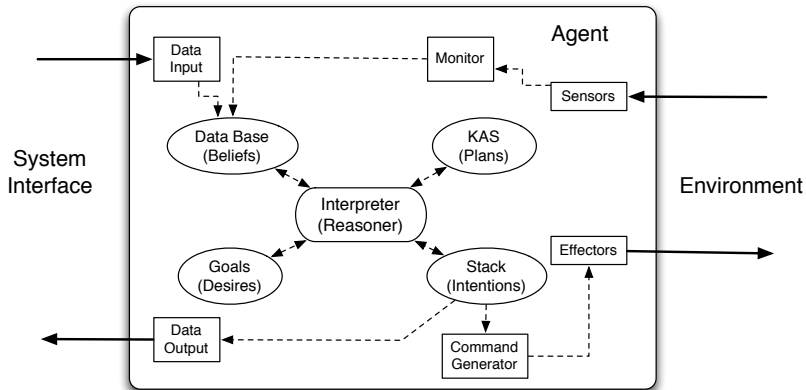 Agent
Data
Input
Monitor
Sensors
Data Base
(Beliefs)
KAS
(Plans)
System
Interface
Environment
Interpreter
(Reasoner)
Goals
(Desires)
Stack
(Intentions)
Effectors
Data
Output
Command
Generator